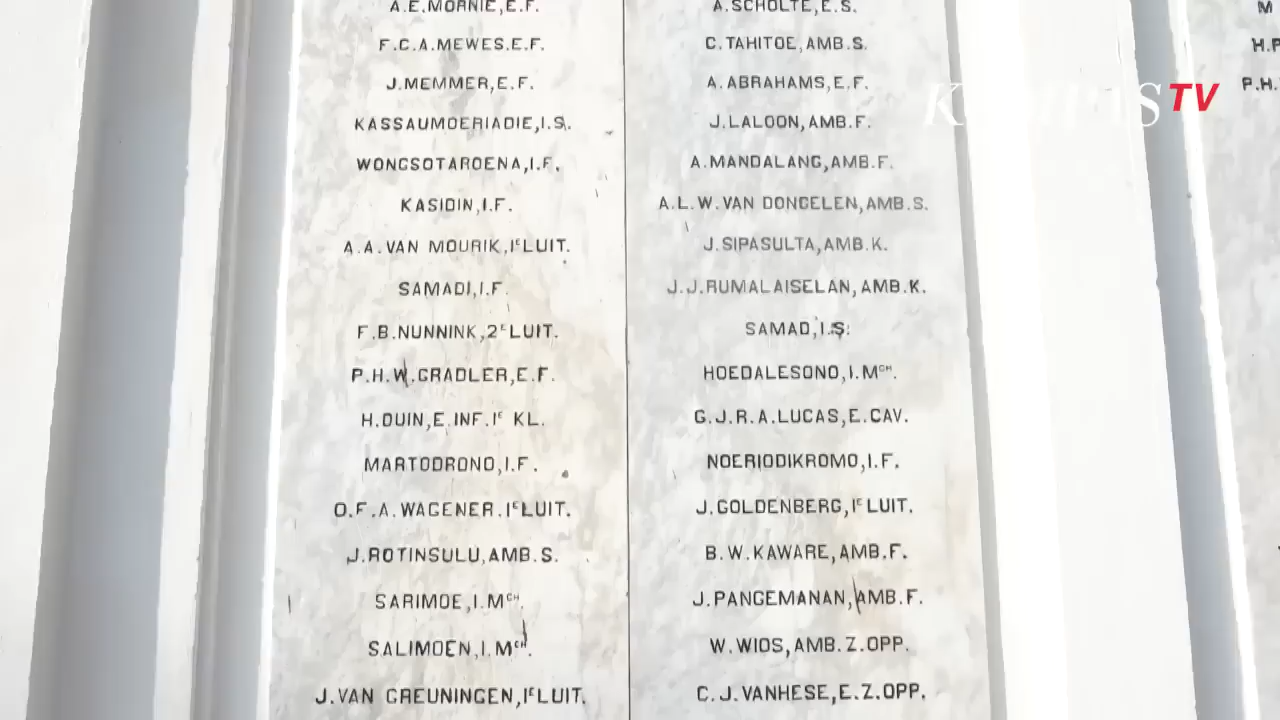 A.E.MORNIE,E.F.
F.C.A.MEWES.E.F.
J.MEMMER,E.F.
KASSAUMOERIADIE,I.S.
WONGSOTAROENA,I.F.
KASIDIN,I.F.
A.A.VAN MOURIK,1E LUIT.
SAMADI,I.F.
F.B.NUNNINK,2E LUIT.
P.H.W.GRADLER,E.F.
H.DUIN,E.INF.1E KL.
MARTODRONO,I.F.
O.F.A.WAGENER.1E LUIT.
J.ROTINSULU,AMB.S.
SARIMOE,I.MCH.
SALIMOEN,I.MCH.
J.VAN GREUNINGEN,1E LUIT.
A.SCHOLTE,E.S.
C.TAHITOE,AMB.S.
A.ABRAHAMS,E.F.
J.LALOON,AMB.F.
A.MANDALANG,AMB.F.
A.L.W.VAN DONGELEN,AMB.S.
J.SIPASULTA,AMB.K.
J.J.RUMALAISELAN,AMB.K.
SAMAD,I.S.
HOEDALESONO,I.MCH.
G.J.R.A.LUCAS,E.CAV.
NOERIODIKROMO,I.F.
J.GOLDENBERG,1E LUIT.
B.W.KAWARE,AMB.F.
J.PANGEMANAN,AMB.F.
W.WIOS,AMB.Z.OPP.
C.J.VANHESE,E.Z.OPP.
KOMPAS TV
M
H.P
P.H.